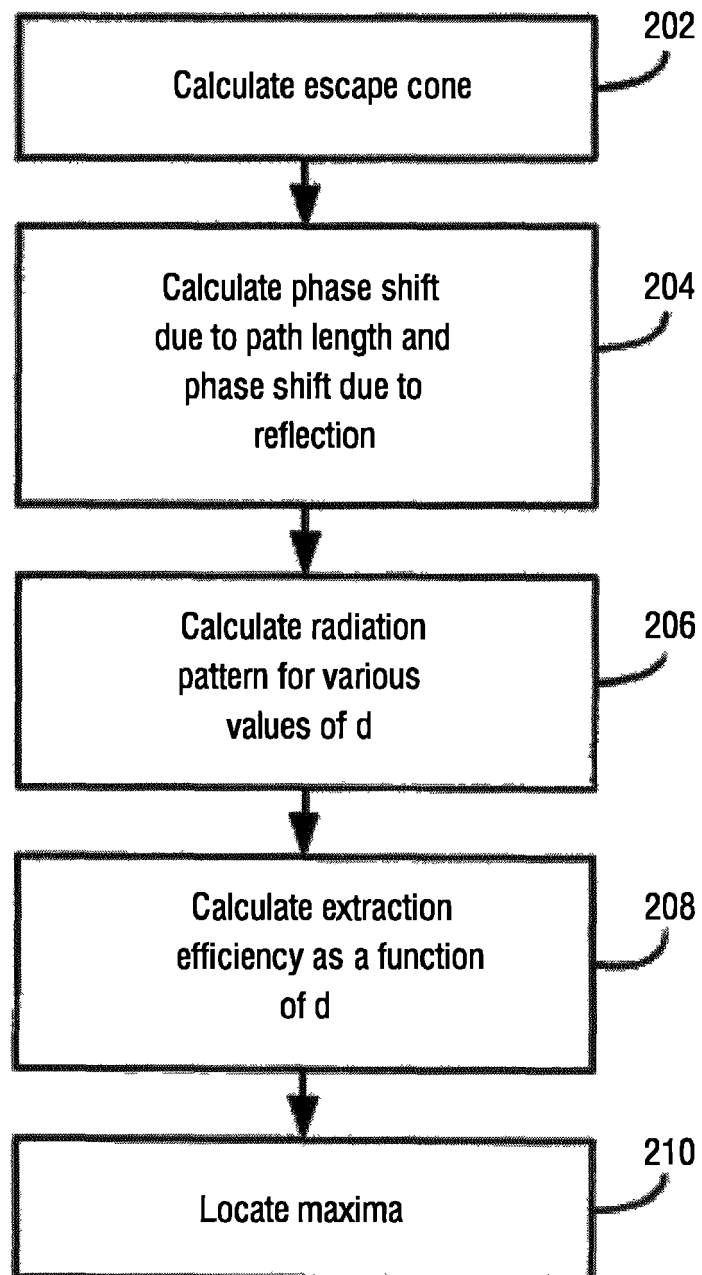 202
Calculate escape cone
204
Calculate phase shift
due to path length and
phase shift due to
reflection
206
Calculate radiation
pattern for various
values of d
208
Calculate extraction
efficiency as a function
of d
210
Locate maxima